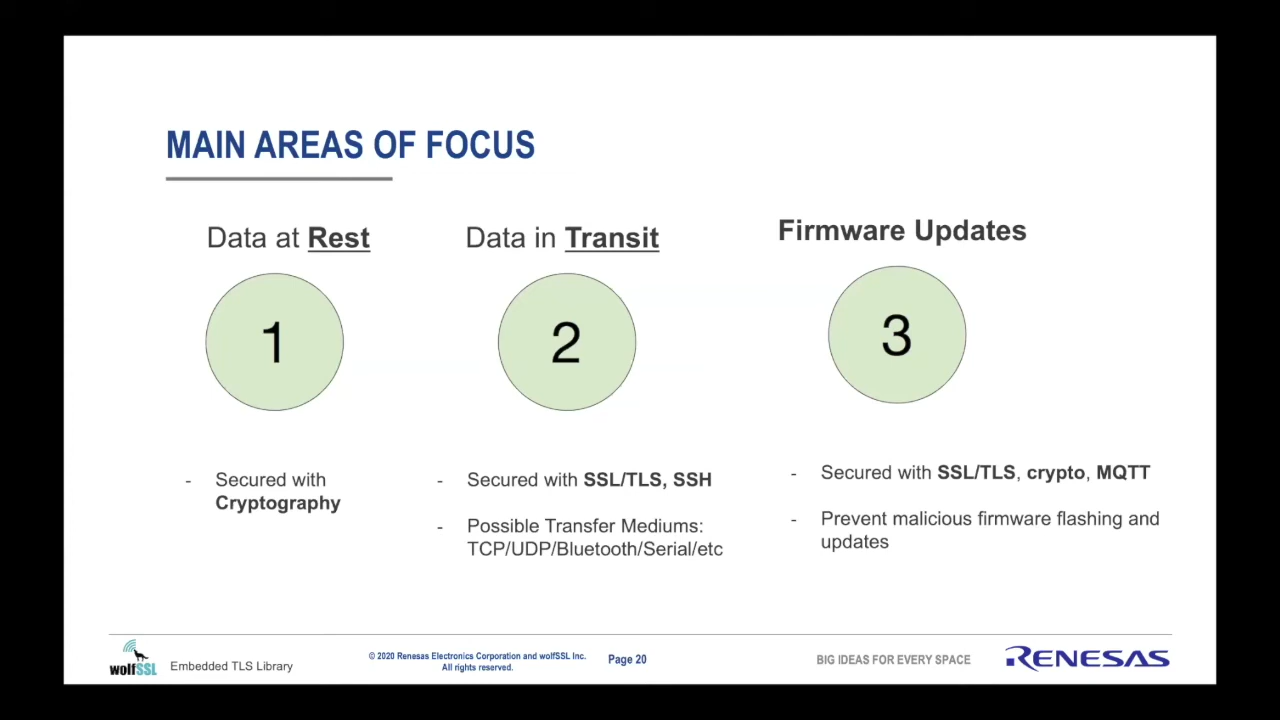 MAIN AREAS OF FOCUS
Data at Rest
1
- Secured with
Cryptography
Data in Transit
2
- Secured with SSL/TLS, SSH
- Possible Transfer Mediums:
TCP/UDP/Bluetooth/Serial/etc
Firmware Updates
3
- Secured with SSL/TLS, crypto, MQTT
- Prevent malicious firmware flashing and
updates
wolfSSL
Embedded TLS Library
© 2020 Renesas Electronics Corporation and wolfSSL Inc.
All rights reserved.
Page 20
BIG IDEAS FOR EVERY SPACE
RENESAS